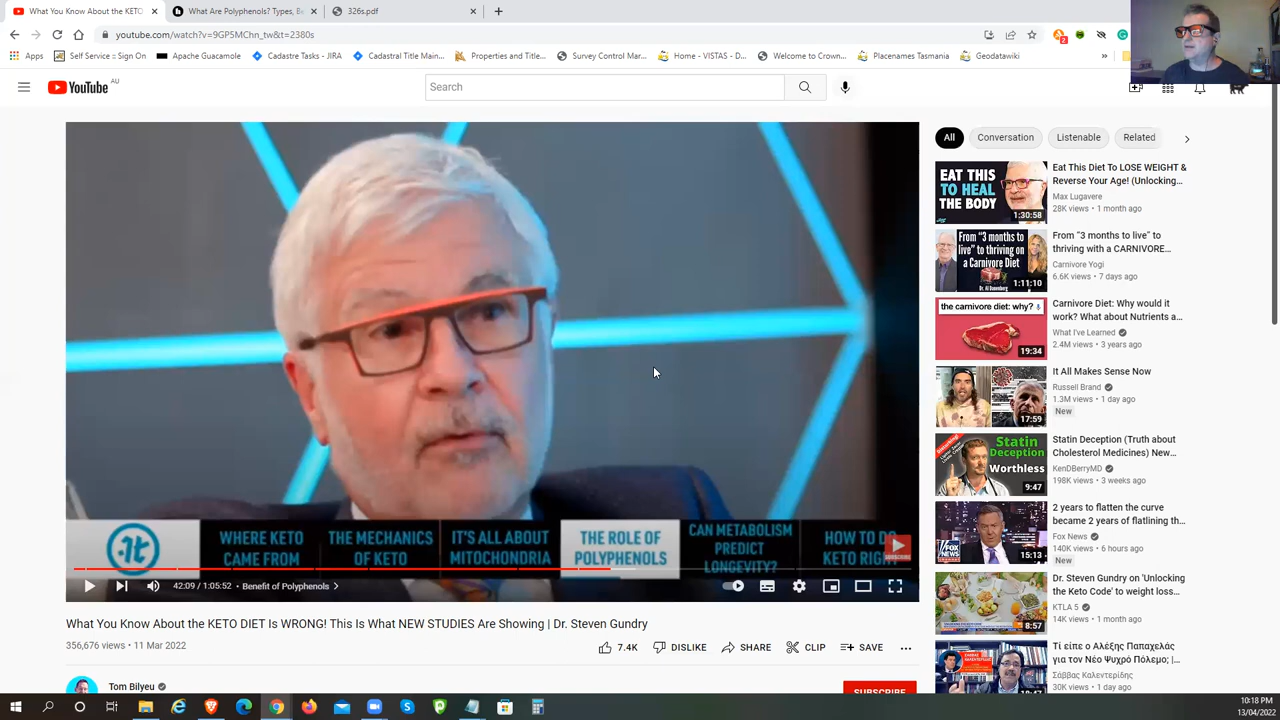 What You Know About the KETO
What Are Polyphenols? Types, Be
326s.pdf
youtube.com/watch?v=9GP5MChn_tw&t=2380s
Apps
Self Service :: Sign On
Apache Guacamole
Cadastre Tasks - JIRA
Cadastral Title Main...
Properties and Title...
Survey Control Mar...
Home - VISTAS - D...
Welcome to Crown...
Placenames Tasmania
Geodatawiki
2
YouTube AU
Search
All
Conversation
Listenable
Related
EAT THIS
TO HEAL
THE BODY
1:30:58
Eat This Diet To LOSE WEIGHT &
Reverse Your Age! (Unlocking...
Max Lugavere
28K views • 1 month ago
From "3 months
to live" to
thriving on
a Carnivore Diet
Dr. Al Danenberg
1:11:10
From "3 months to live" to
thriving with a CARNIVORE...
Carnivore Yogi
6.6K views • 7 days ago
the carnivore diet: why?
19:34
Carnivore Diet: Why would it
work? What about Nutrients a...
What I've Learned
2.4M views • 3 years ago
17:59
It All Makes Sense Now
Russell Brand
1.3M views • 1 day ago
New
Statin
Deception
Worthless
9:47
Statin Deception (Truth about
Cholesterol Medicines) New...
KenDBerryMD
198K views • 3 weeks ago
FOX
NEWS
15:13
2 years to flatten the curve
became 2 years of flatlining th...
Fox News
140K views • 6 hours ago
New
8:57
Dr. Steven Gundry on 'Unlocking
the Keto Code' to weight loss...
KTLA 5
14K views • 1 month ago
Τί είπε ο Αλέξης Παπαχελάς
για τον Νέο Ψυχρό Πόλεμο; |...
Σάββας Καλεντερίδης
30K views • 1 day ago
WHERE KETO
CAME FROM
THE MECHANICS
OF KETO
IT'S ALL ABOUT
MITOCHONDRIA
THE ROLE OF
POLYPHENOLS
CAN METABOLISM
PREDICT
LONGEVITY?
HOW TO DO
KETO RIGHT
SUBSCRIBE
42:09 / 1:05:52 • Benefit of Polyphenols
What You Know About the KETO DIET Is WRONG! This Is What NEW STUDIES Are Showing | Dr. Steven Gundry
356,676 views • 11 Mar 2022
7.4K
DISLIKE
SHARE
CLIP
SAVE
Tom Bilyeu
SUBSCRIBE
10:18 PM
13/04/2022